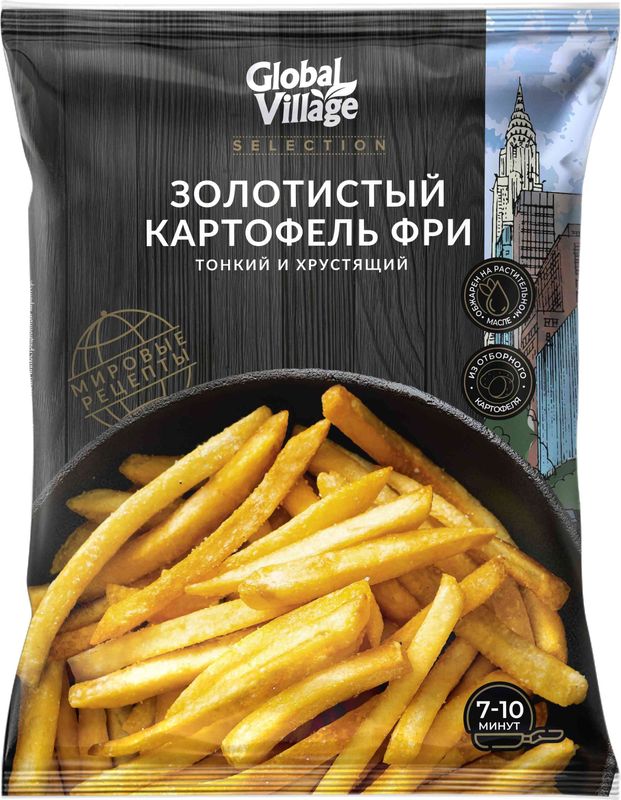 Global
Village
SELECTION
ЗОЛОТИСТЫЙ
КАРТОФЕЛЬ ФРИ
ТОНКИЙ И ХРУСТЯЩИЙ
ОБЖАРЕН НА РАСТИТЕЛЬНОМ
МАСЛЕ
ИЗ ОТБОРНОГО
КАРТОФЕЛЯ
МИРОВЫЕ
РЕЦЕПТЫ
7-10
МИНУТ